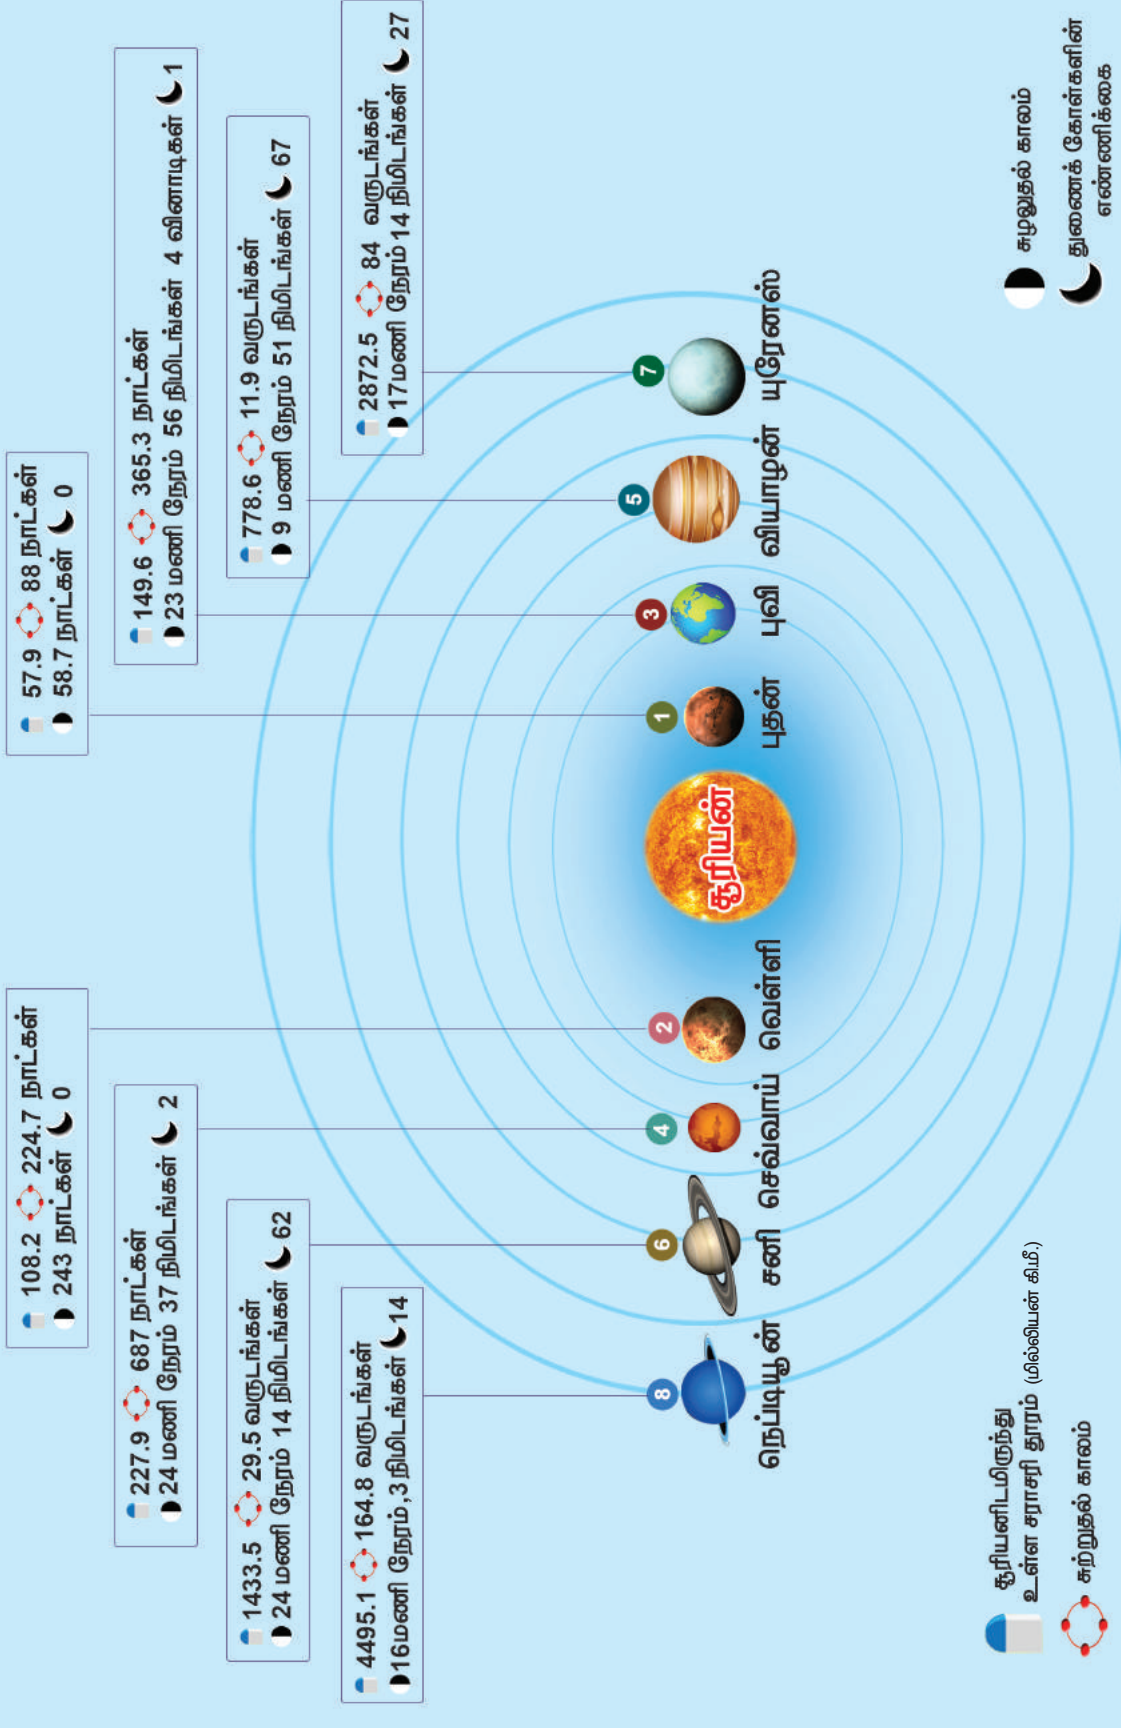 108.2 224.7 நாட்கள்
243 நாட்கள் 0
57.9 88 நாட்கள்
58.7 நாட்கள் 0
227.9 687 நாட்கள்
24 மணி நேரம் 37 நிமிடங்கள் 2
149.6 365.3 நாட்கள்
23 மணி நேரம் 56 நிமிடங்கள் 4 வினாடிகள் 1
1433.5 29.5 வருடங்கள்
24 மணி நேரம் 14 நிமிடங்கள் 62
778.6 11.9 வருடங்கள்
9 மணி நேரம் 51 நிமிடங்கள் 67
4495.1 164.8 வருடங்கள்
16மணி நேரம்,3 நிமிடங்கள் 14
2872.5 84 வருடங்கள்
17மணி நேரம் 14 நிமிடங்கள் 27
8 6 4 2 1 3 5 7
சூரியன்
நெப்டியூன் சனி செவ்வாய் வெள்ளி புதன் புவி வியாழன் யுரேனஸ்
சூரியனிடமிருந்து
உள்ள சராசரி தூரம் (மில்லியன் கி.மீ.)
சுற்றுதல் காலம்
சுழலுதல் காலம்
துணைக் கோள்களின்
எண்ணிக்கை